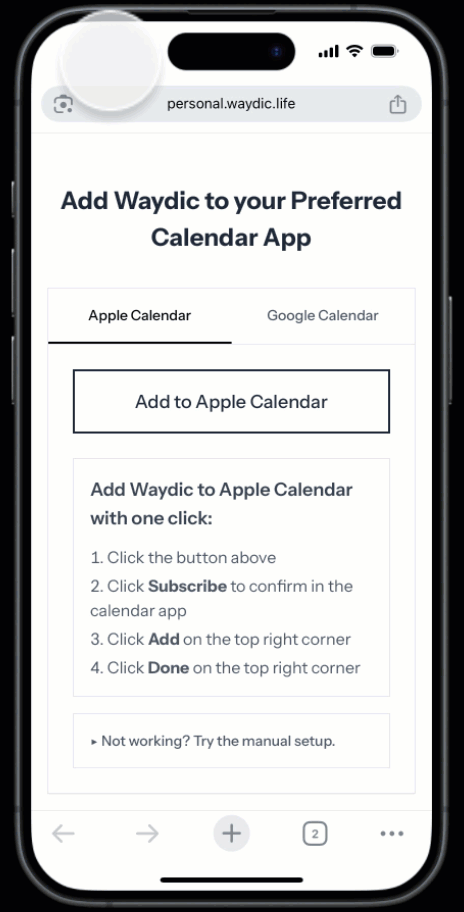 personal.waydic.life
Add Waydic to your Preferred
Calendar App
Apple Calendar
Google Calendar
Add to Apple Calendar
Add Waydic to Apple Calendar
with one click:
1. Click the button above
2. Click Subscribe to confirm in the
calendar app
3. Click Add on the top right corner
4. Click Done on the top right corner
▸ Not working? Try the manual setup.
2